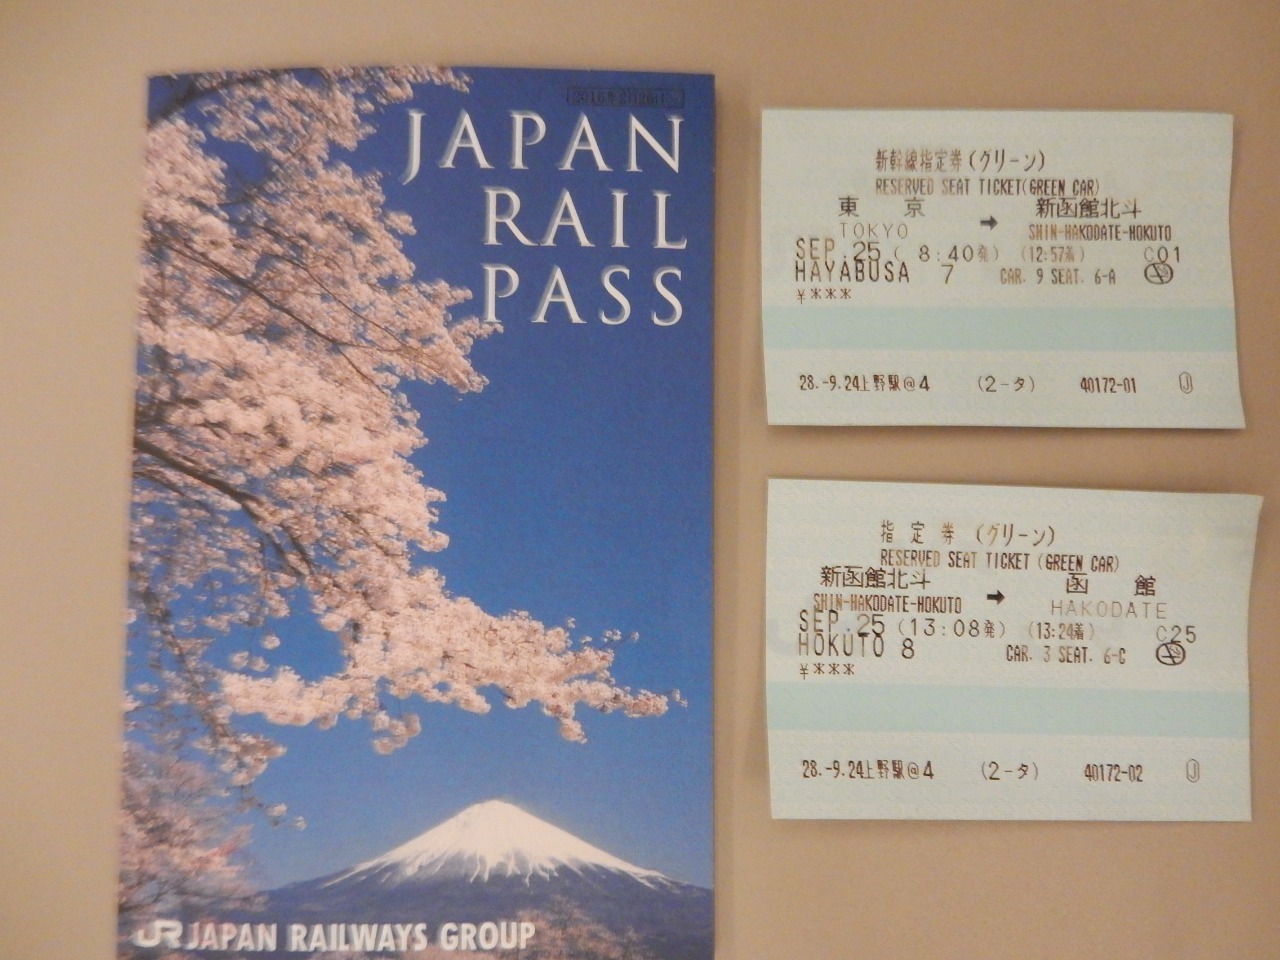 JAPAN
RAIL
PASS
JR JAPAN RAILWAYS GROUP
新幹線指定券(グリーン)
RESERVED SEAT TICKET(GREEN CAR)
東 京 ➡ 新函館北斗
TOKYO SHIN-HAKODATE-HOKUTO
SEP.25( 8:40発) (12:57着) C01
HAYABUSA 7 CAR. 9 SEAT. 6-A
¥***
28.-9.24上野駅@4 (2-タ) 40172-01
指 定 券 (グリーン)
RESERVED SEAT TICKET (GREEN CAR)
新函館北斗 ➡ 函 館
SHIN-HAKODATE-HOKUTO HAKODATE
SEP.25(13:08発) (13:24着) C25
HOKUTO 8 CAR. 3 SEAT. 6-C
¥***
28.-9.24上野駅@4 (2-タ) 40172-02